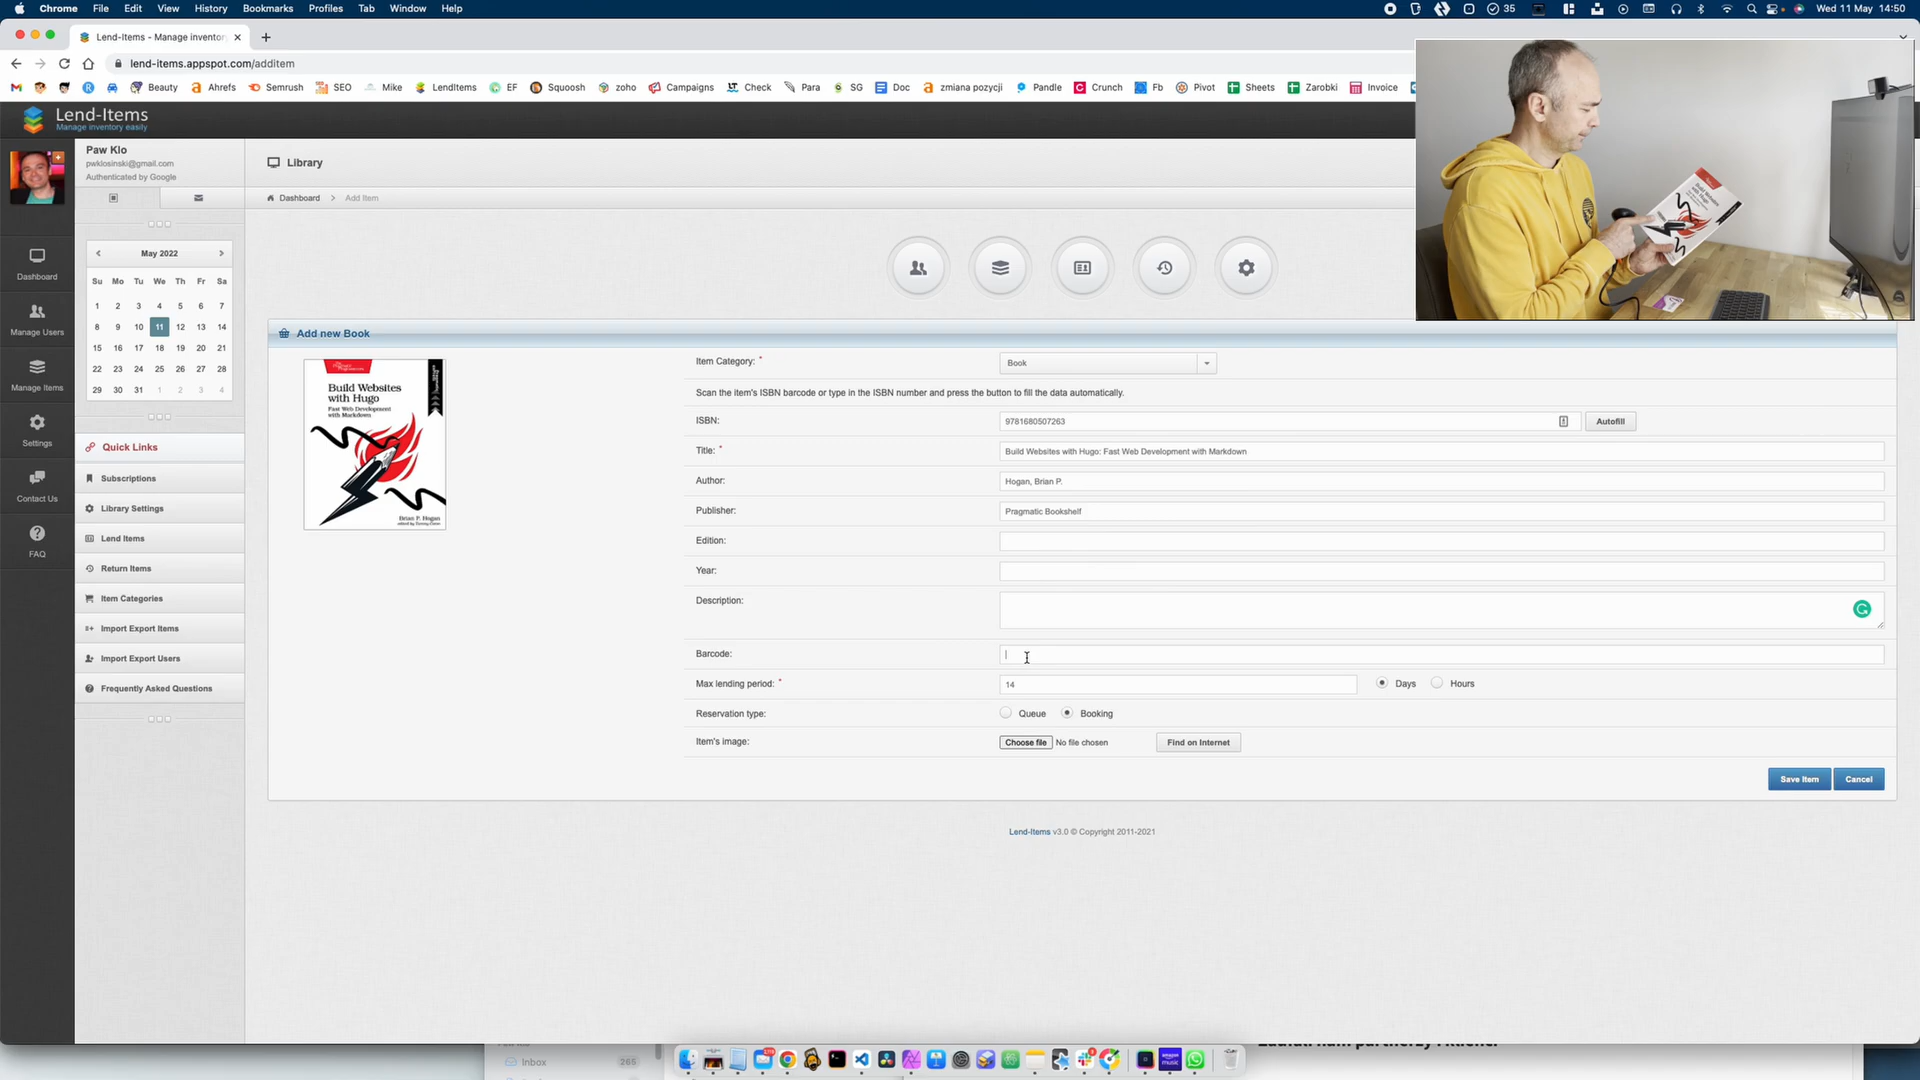 Chrome File Edit View History Bookmarks Profiles Tab Window Help
35 Wed 11 May 14:50
Lend-Items - Manage inventor
lend-items.appspot.com/additem
Beauty Ahrefs Semrush SEO Mike LendItems EF Squoosh zoho Campaigns Check Para SG Doc zmiana pozycji Pandle Crunch Fb Pivot Sheets Zarobki Invoice
Lend-Items
Manage inventory easily
Paw Klo
pwklosinski@gmail.com
Authenticated by Google
Library
Dashboard > Add Item
May 2022
Su Mo Tu We Th Fr Sa
1 2 3 4 5 6 7
8 9 10 11 12 13 14
15 16 17 18 19 20 21
22 23 24 25 26 27 28
29 30 31 1 2 3 4
Dashboard
Manage Users
Manage Items
Settings
Contact Us
FAQ
Quick Links
Subscriptions
Library Settings
Lend Items
Return Items
Item Categories
Import Export Items
Import Export Users
Frequently Asked Questions
Add new Book
Build Websites
with Hugo
Fast Web Development
with Markdown
Brian P. Hogan
Item Category: * Book
Scan the item's ISBN barcode or type in the ISBN number and press the button to fill the data automatically.
ISBN: 9781680507263 Autofill
Title: * Build Websites with Hugo: Fast Web Development with Markdown
Author: Hogan, Brian P.
Publisher: Pragmatic Bookshelf
Edition:
Year:
Description:
Barcode:
Max lending period: * 14 Days Hours
Reservation type: Queue Booking
Item's image: Choose file No file chosen Find on Internet
Save Item Cancel
Lend-Items v3.0 © Copyright 2011-2021
Build Websites
with Hugo
Inbox 265